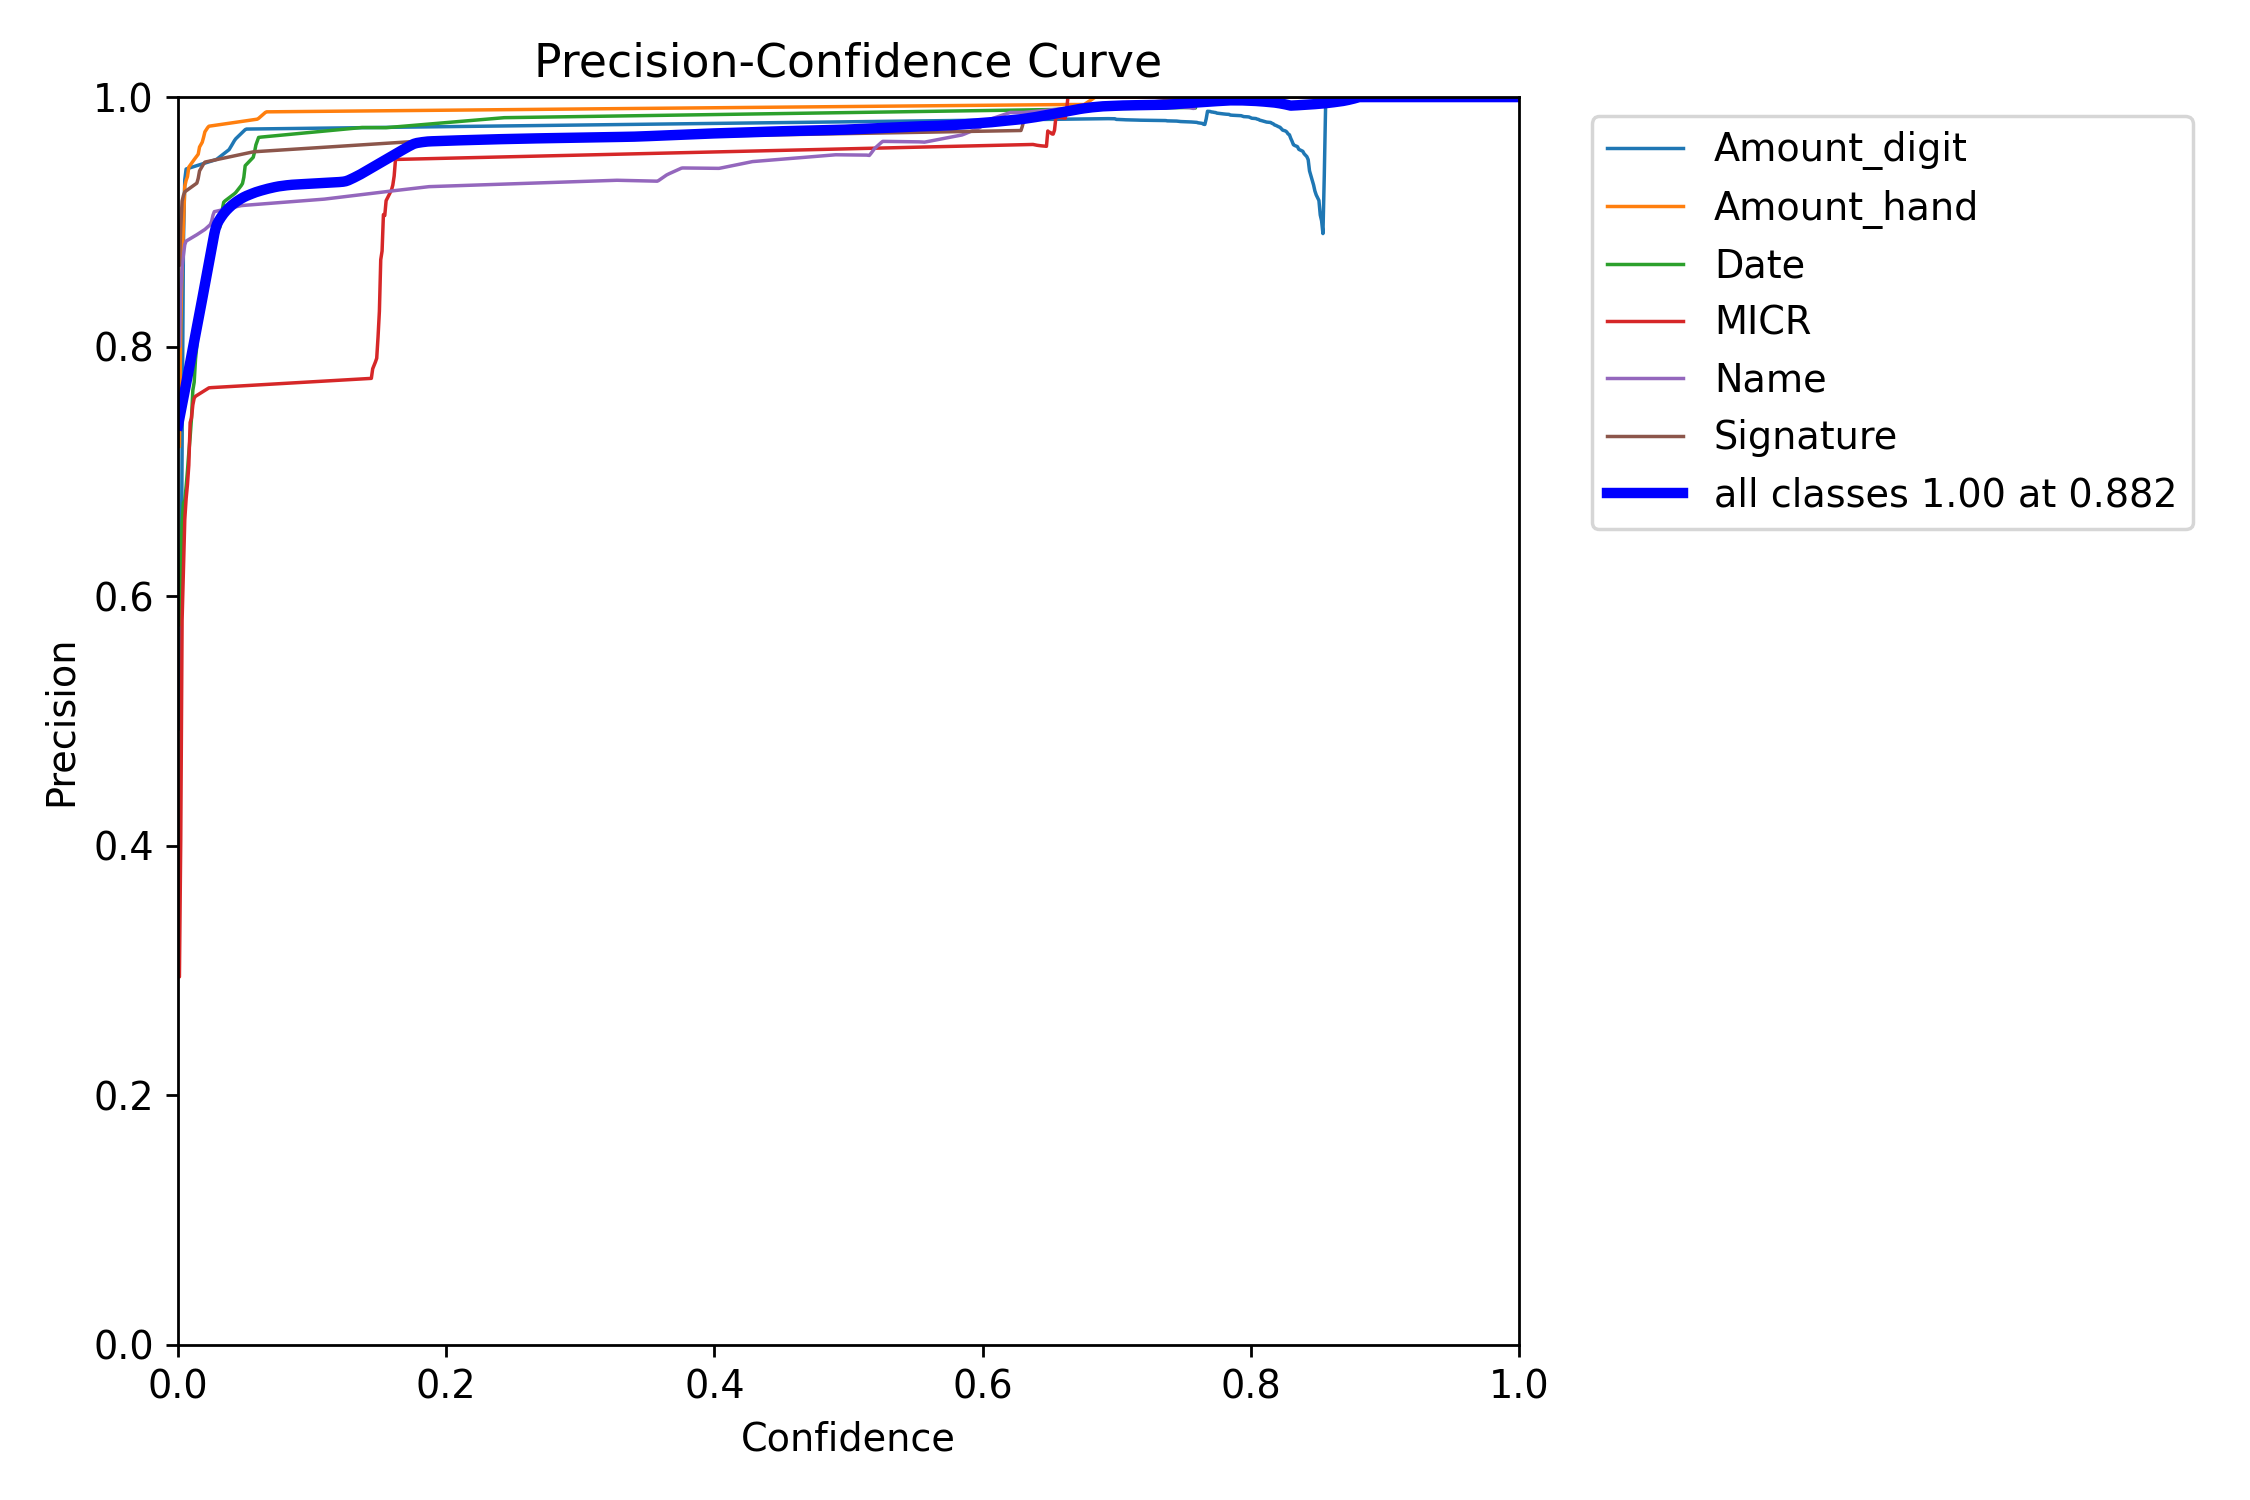 Precision-Confidence Curve
1.0
0.8
0.6
0.4
0.2
0.0
Precision
0.0 0.2 0.4 0.6 0.8 1.0
Confidence
Amount_digit
Amount_hand
Date
MICR
Name
Signature
all classes 1.00 at 0.882